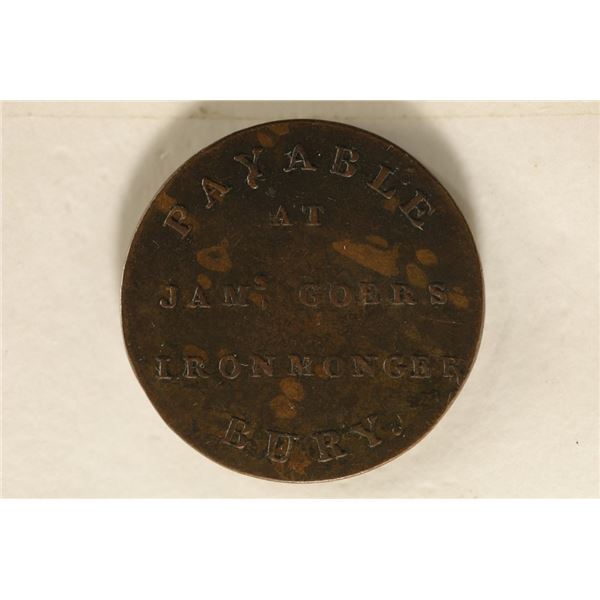 PAYABLE
AT
JAMS GOERS
IRONMONGER
BURY.